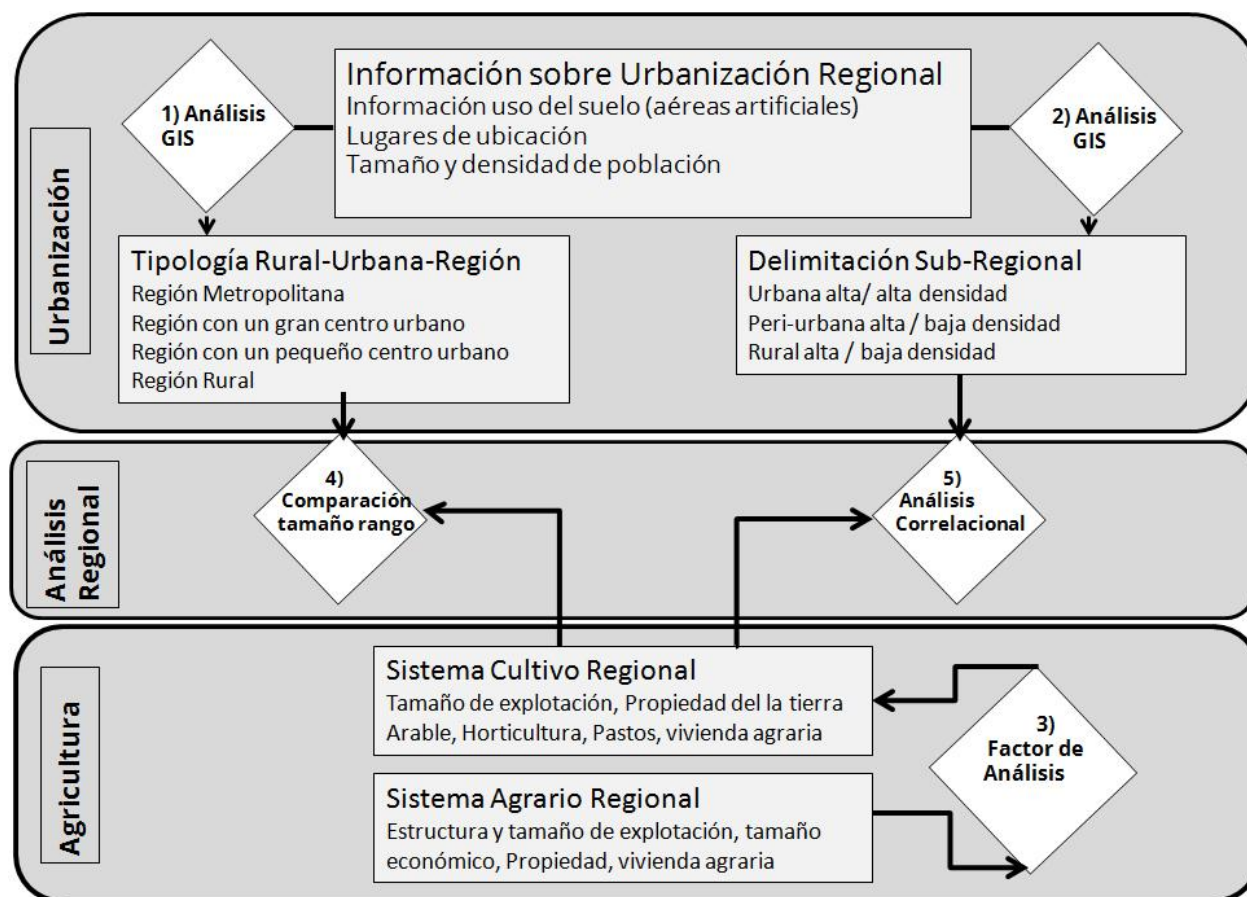 Urbanización
1) Análisis
GIS
Información sobre Urbanización Regional
Información uso del suelo (aéreas artificiales)
Lugares de ubicación
Tamaño y densidad de población
2) Análisis
GIS
Tipología Rural-Urbana-Región
Región Metropolitana
Región con un gran centro urbano
Región con un pequeño centro urbano
Región Rural
Delimitación Sub-Regional
Urbana alta/ alta densidad
Peri-urbana alta / baja densidad
Rural alta / baja densidad
Análisis
Regional
4)
Comparación
tamaño rango
5)
Análisis
Correlacional
Agricultura
Sistema Cultivo Regional
Tamaño de explotación, Propiedad del la tierra
Arable, Horticultura, Pastos, vivienda agraria
3)
Factor de
Análisis
Sistema Agrario Regional
Estructura y tamaño de explotación, tamaño
económico, Propiedad, vivienda agraria